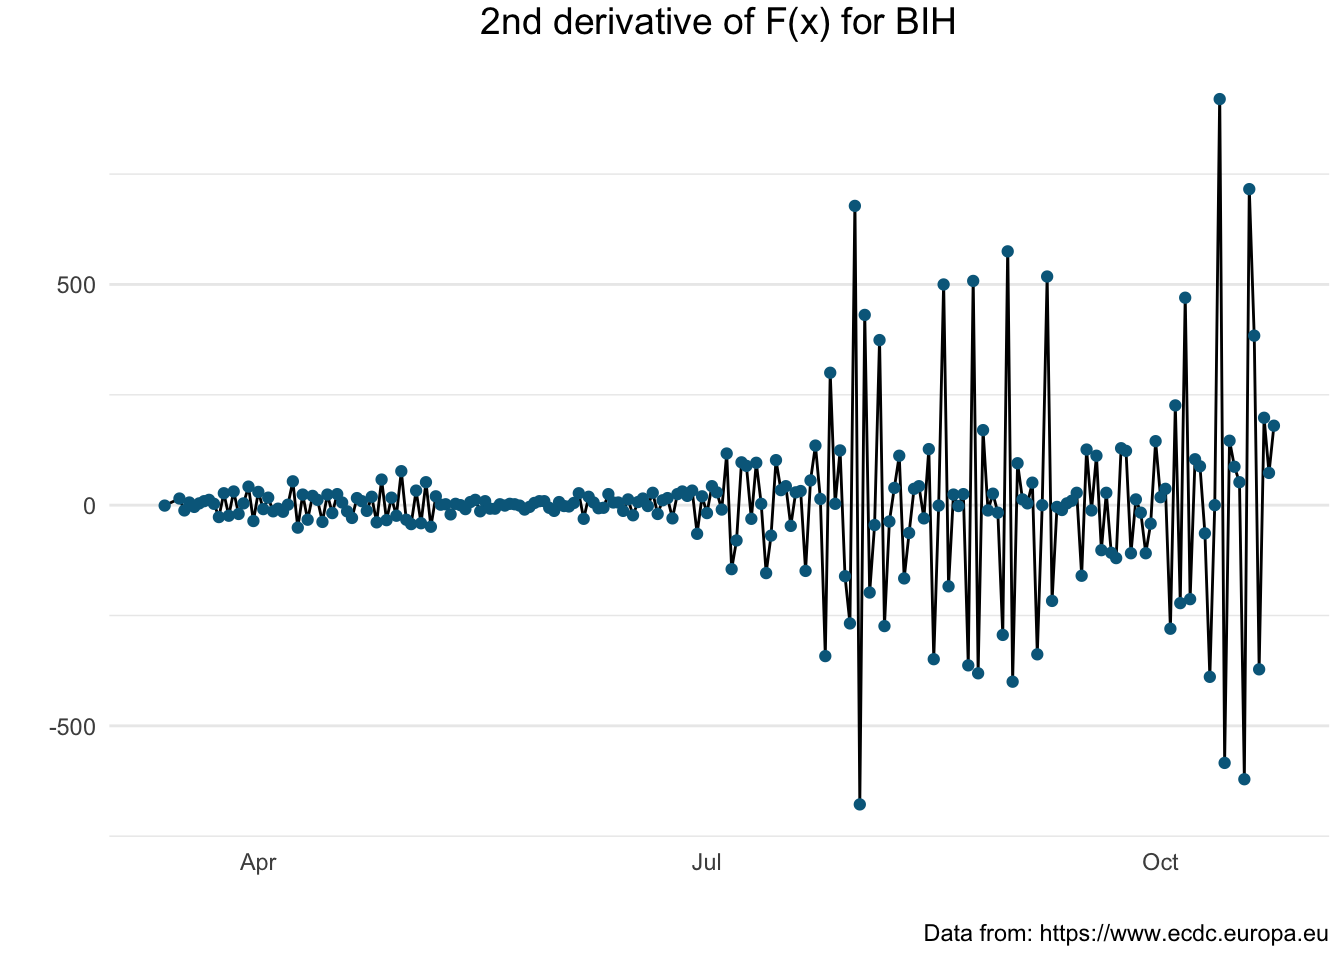 2nd derivative of F(x) for BIH
500
0
-500
Apr Jul Oct
Data from: https://www.ecdc.europa.eu